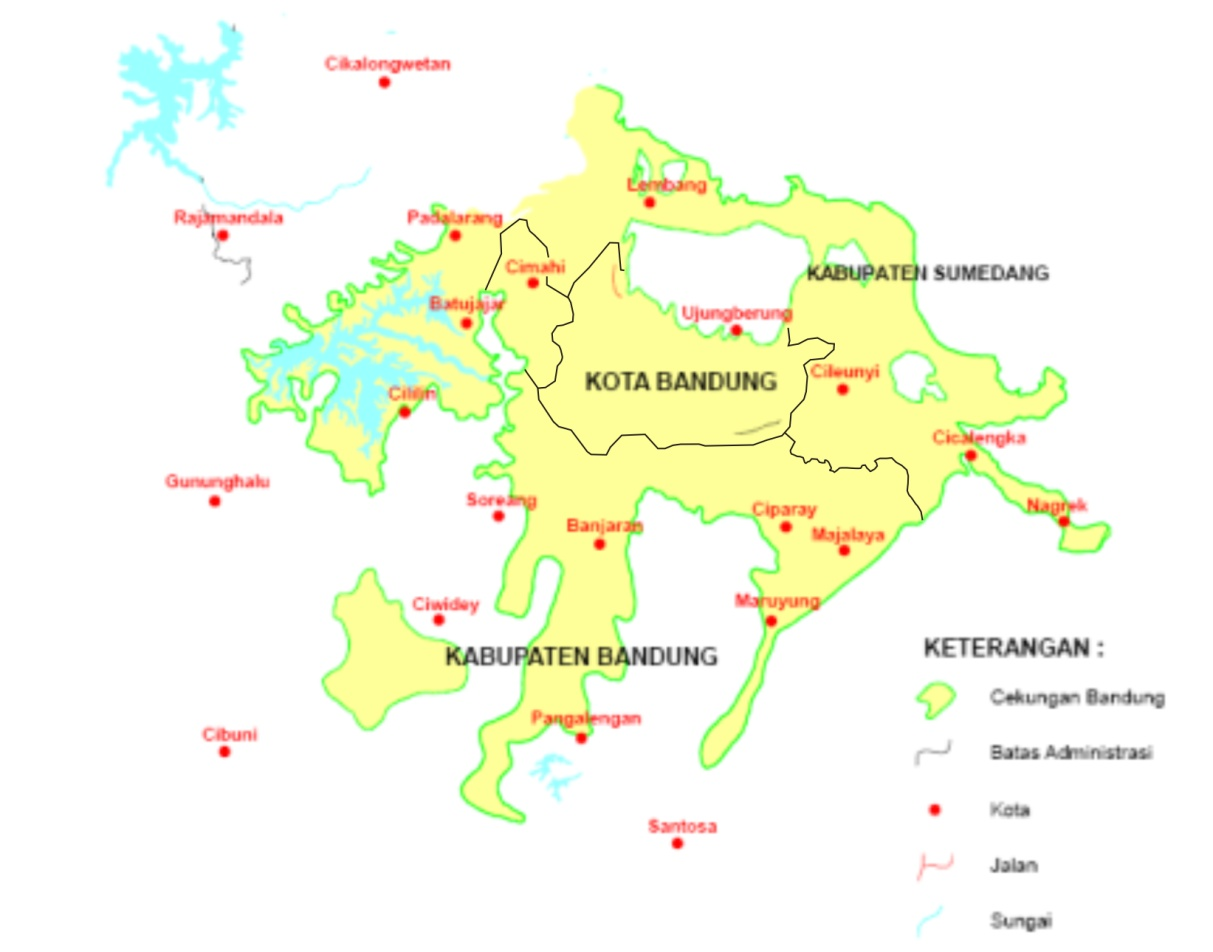 Cikalongwetan
Lembang
Rajamandala
Padalarang
Cimahi
KABUPATEN SUMEDANG
Batujajar
Ujungberung
KOTA BANDUNG
Cileunyi
Cililin
Cicalengka
Gununghalu
Soreang
Banjaran
Ciparay
Majalaya
Nagrek
Ciwidey
Maruyung
KABUPATEN BANDUNG
KETERANGAN :
Cekungan Bandung
Pangalengan
Cibuni
Batas Administrasi
Kota
Santosa
Jalan
Sungai